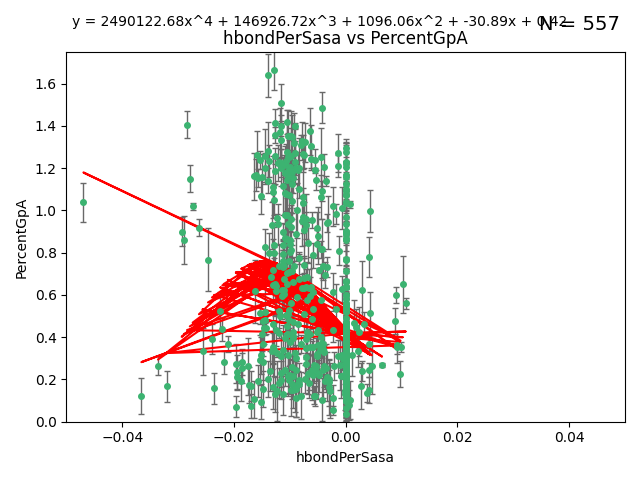 y = 2490122.68x^4 + 146926.72x^3 + 1096.06x^2 + -30.89x + 0.42
N = 557
hbondPerSasa vs PercentGpA
PercentGpA
1.6
1.4
1.2
1.0
0.8
0.6
0.4
0.2
0.0
−0.04 −0.02 0.00 0.02 0.04
hbondPerSasa